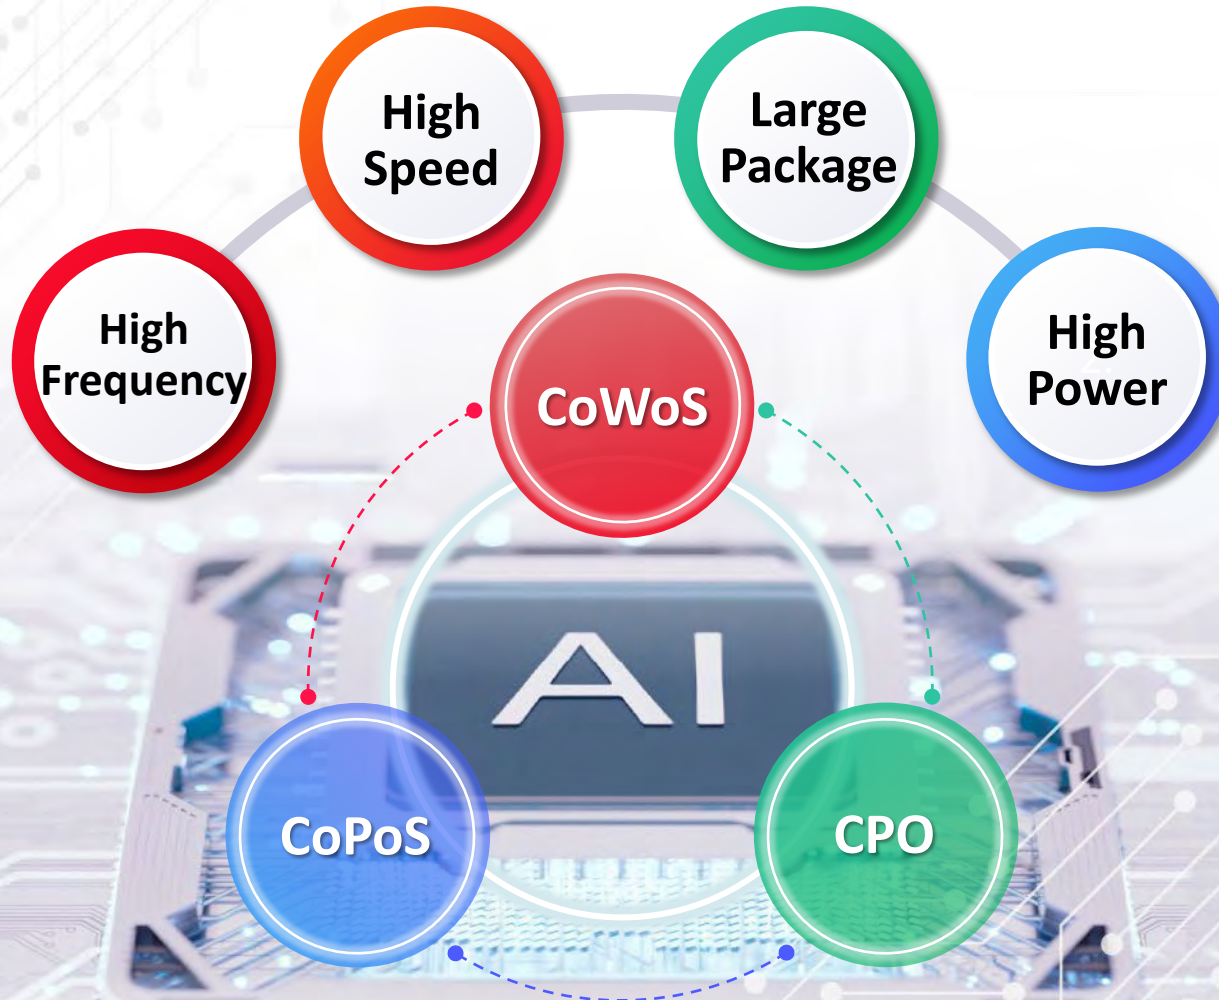 High
Speed
Large
Package
High
Frequency
High
Power
CoWoS
AI
CoPoS
CPO